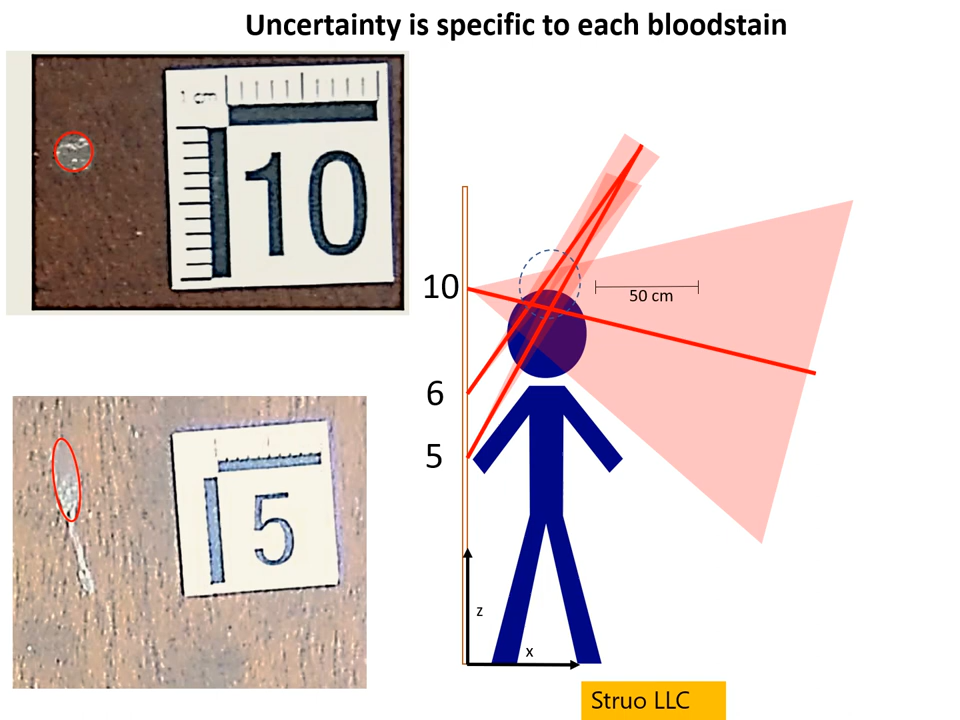 Uncertainty is specific to each bloodstain
1 cm
10
5
10
50 cm
6
5
z
x
Struo LLC